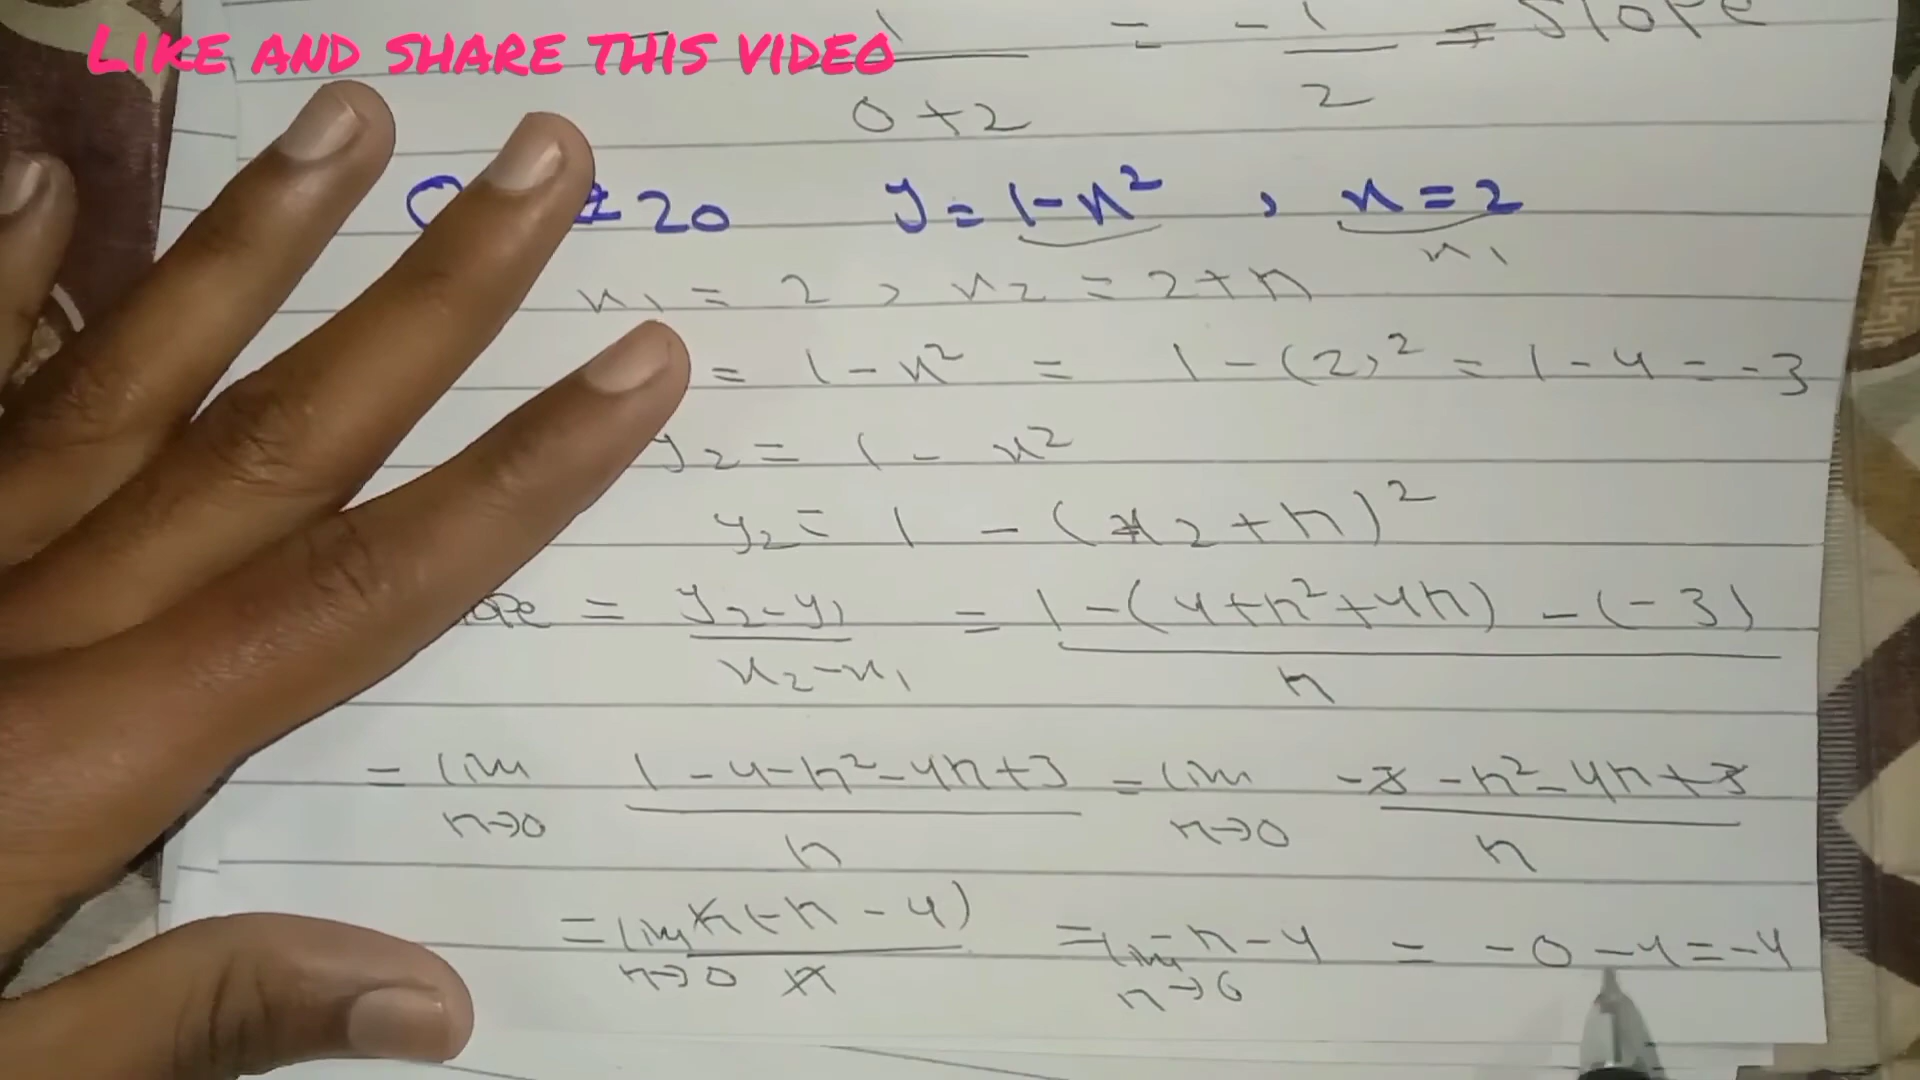 LIKE AND SHARE THIS VIDEO
1 / 0+2 = -1/2 = Slope
20 y = 1-x² , x = 2
x₁
x₁ = 2 , x₂ = 2+h
= 1-x² = 1-(2)² = 1-4 = -3
y₂ = 1 - x²
y₂ = 1 - (2+h)²
ope = y₂-y₁ / x₂-x₁ = 1-(4+h²+4h) -(-3) / h
= lim h→0 1-4-h²-4h+3 / h = lim h→0 -3-h²-4h+3 / h
= lim h→0 h(-h-4) / h = lim h→0 -h-4 = -0-4 = -4